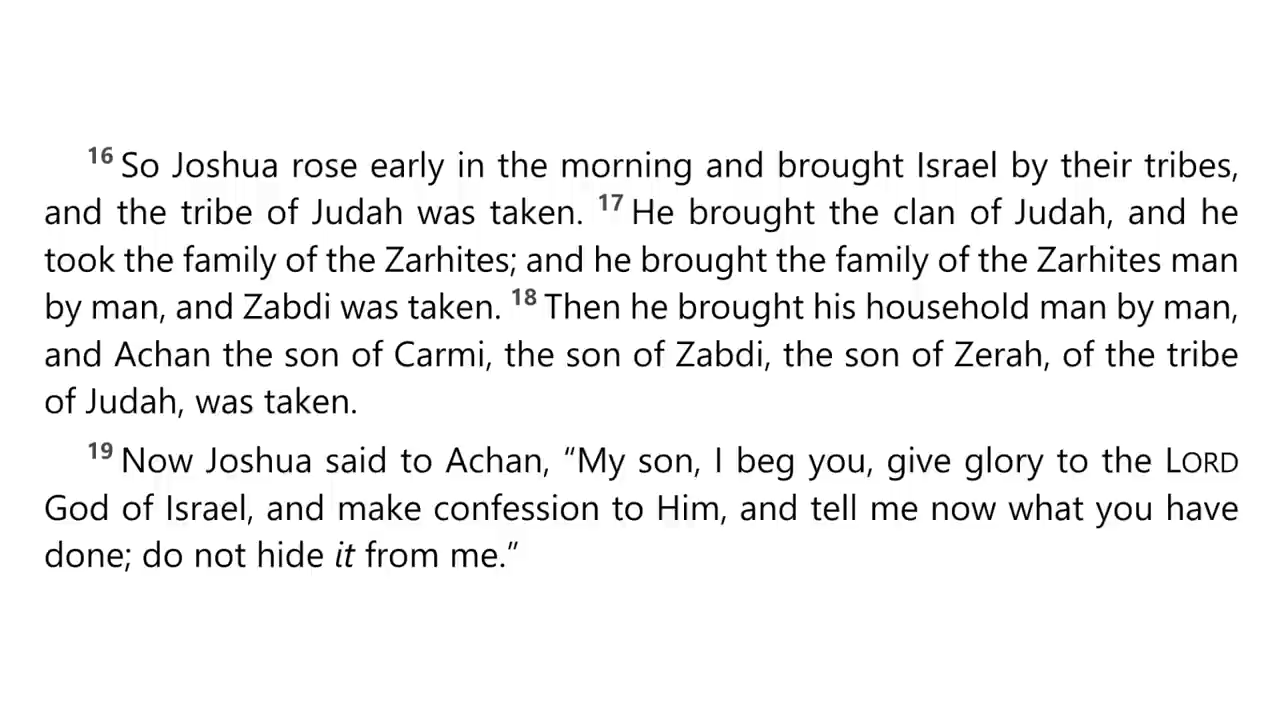 16 So Joshua rose early in the morning and brought Israel by their tribes,
and the tribe of Judah was taken. 17 He brought the clan of Judah, and he
took the family of the Zarhites; and he brought the family of the Zarhites man
by man, and Zabdi was taken. 18 Then he brought his household man by man,
and Achan the son of Carmi, the son of Zabdi, the son of Zerah, of the tribe
of Judah, was taken.
19 Now Joshua said to Achan, “My son, I beg you, give glory to the LORD
God of Israel, and make confession to Him, and tell me now what you have
done; do not hide it from me.”